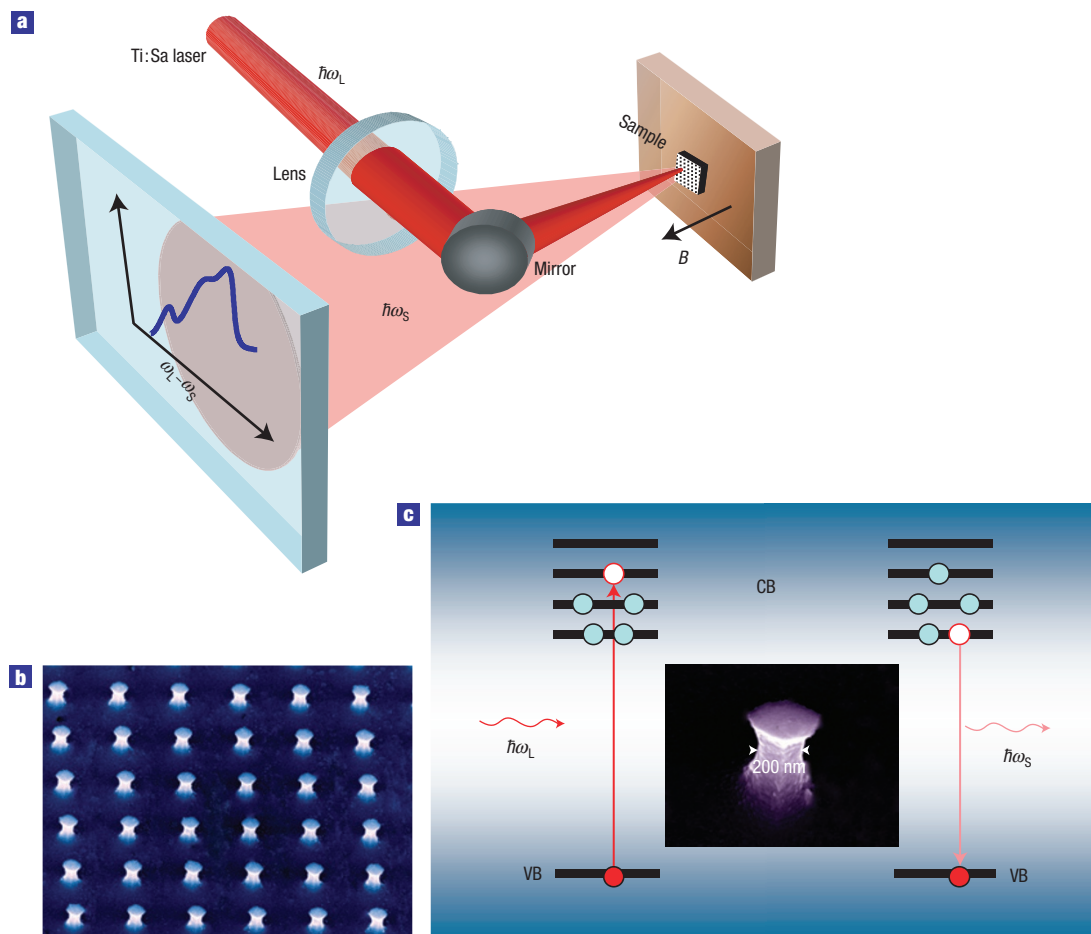 a
Ti:Sa laser
ħω_L
Lens
Sample
B
Mirror
ħω_S
ω_L–ω_S
c
CB
b
ħω_L
200 nm
ħω_S
VB
VB